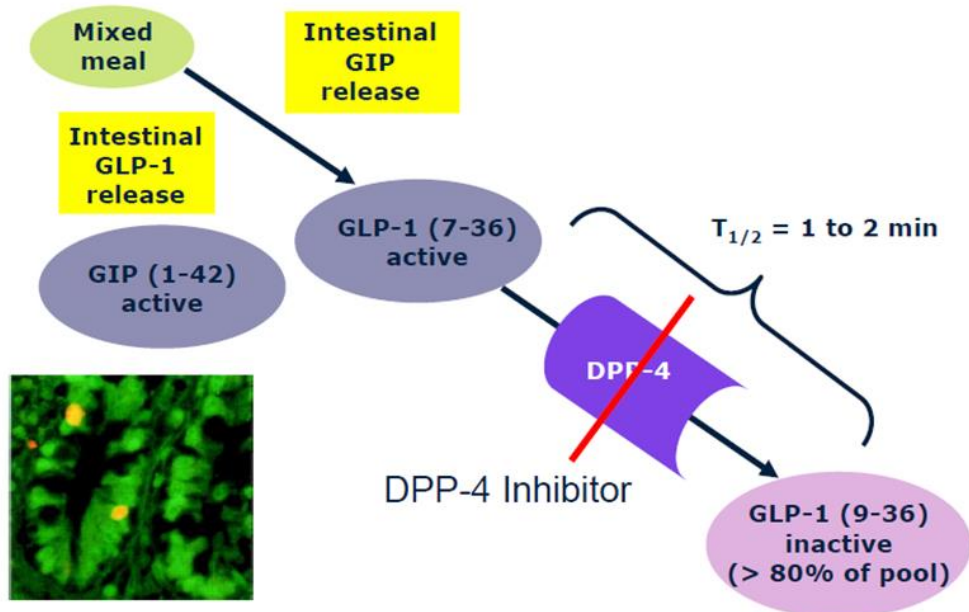 Mixed
meal
Intestinal
GIP
release
Intestinal
GLP-1
release
GLP-1 (7-36)
active
T1/2 = 1 to 2 min
GIP (1-42)
active
DPP-4
DPP-4 Inhibitor
GLP-1 (9-36)
inactive
(> 80% of pool)